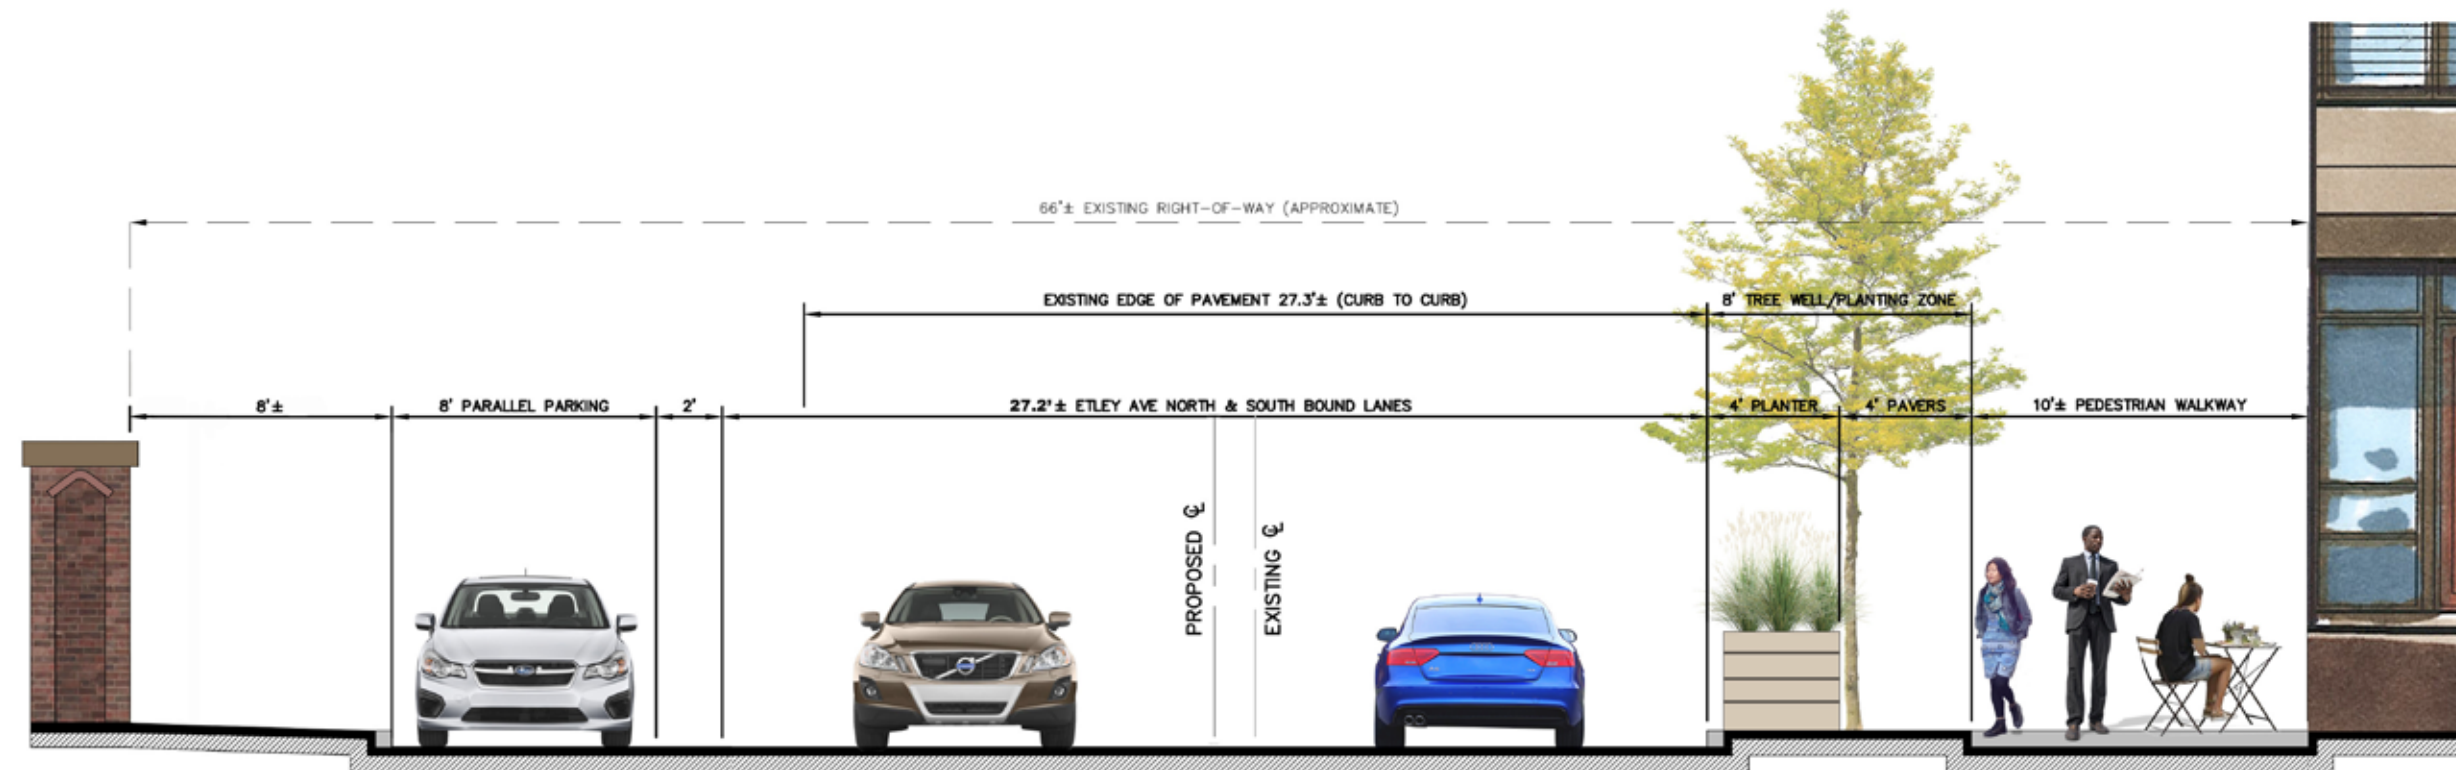 66'± EXISTING RIGHT-OF-WAY (APPROXIMATE)
EXISTING EDGE OF PAVEMENT 27.3'± (CURB TO CURB)
8' TREE WELL/PLANTING ZONE
8'±
8' PARALLEL PARKING
2'
27.2'± ETLEY AVE NORTH & SOUTH BOUND LANES
4' PLANTER
4' PAVERS
10'± PEDESTRIAN WALKWAY
PROPOSED ℄
EXISTING ℄